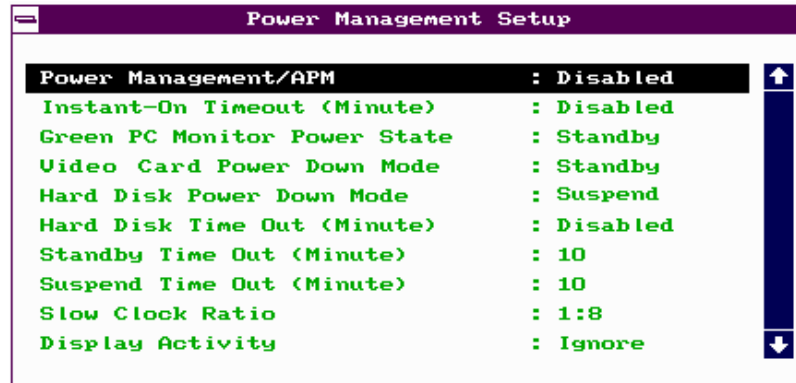 Power Management Setup
Power Management/APM : Disabled
Instant-On Timeout (Minute) : Disabled
Green PC Monitor Power State : Standby
Video Card Power Down Mode : Standby
Hard Disk Power Down Mode : Suspend
Hard Disk Time Out (Minute) : Disabled
Standby Time Out (Minute) : 10
Suspend Time Out (Minute) : 10
Slow Clock Ratio : 1:8
Display Activity : Ignore